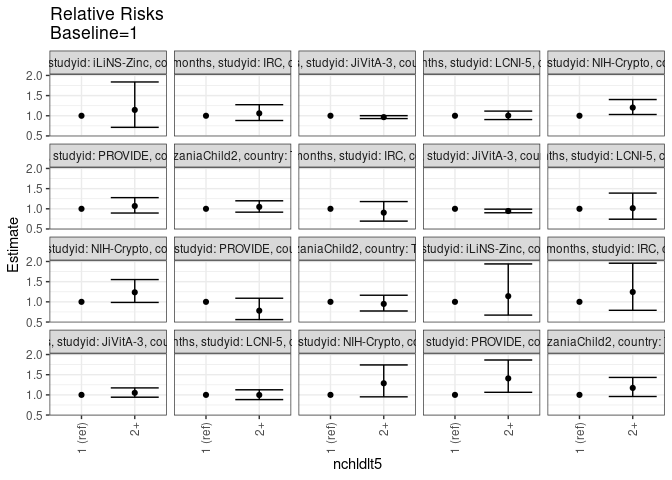 Relative Risks
Baseline=1
studyid: iLiNS-Zinc, co
months, studyid: IRC, c
s, studyid: JiVitA-3, cou
nths, studyid: LCNI-5, c
studyid: NIH-Crypto, co
2.0
1.5
1.0
0.5
studyid: PROVIDE, co
zaniaChild2, country: T
months, studyid: IRC, c
studyid: JiVitA-3, coun
ths, studyid: LCNI-5, co
2.0
1.5
1.0
0.5
studyid: NIH-Crypto, co
studyid: PROVIDE, cou
zaniaChild2, country: T
studyid: iLiNS-Zinc, co
months, studyid: IRC, c
2.0
1.5
1.0
0.5
s, studyid: JiVitA-3, cou
nths, studyid: LCNI-5, c
studyid: NIH-Crypto, co
studyid: PROVIDE, cou
zaniaChild2, country: T
2.0
1.5
1.0
0.5
Estimate
1 (ref)
2+
1 (ref)
2+
1 (ref)
2+
1 (ref)
2+
1 (ref)
2+
nchldlt5